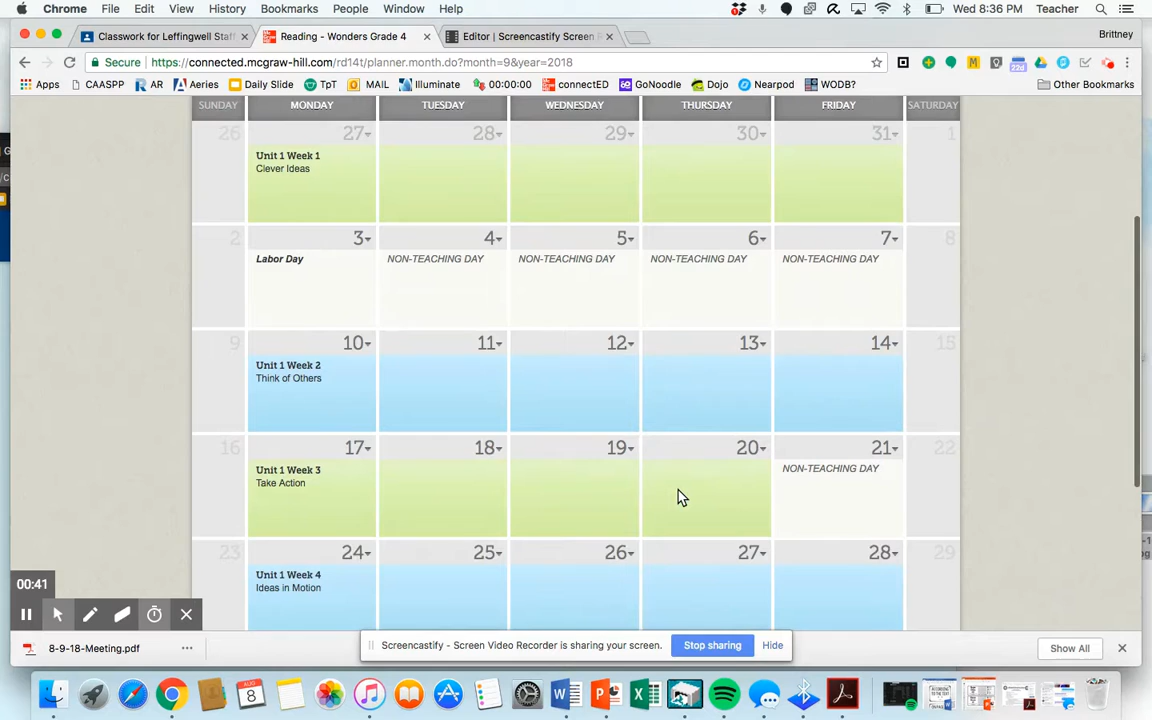 Chrome File Edit View History Bookmarks People Window Help Wed 8:36 PM Teacher
Classwork for Leffingwell Staff Reading - Wonders Grade 4 Editor | Screencastify Screen R Brittney
Secure https://connected.mcgraw-hill.com/rd14t/planner.month.do?month=9&year=2018
Apps CAASPP AR Aeries Daily Slide TpT MAIL Illuminate 00:00:00 connectED GoNoodle Dojo Nearpod WODB? Other Bookmarks
SUNDAY MONDAY TUESDAY WEDNESDAY THURSDAY FRIDAY SATURDAY
26 27 28 29 30 31 1
Unit 1 Week 1
Clever Ideas
2 3 4 5 6 7 8
Labor Day NON-TEACHING DAY NON-TEACHING DAY NON-TEACHING DAY NON-TEACHING DAY
9 10 11 12 13 14 15
Unit 1 Week 2
Think of Others
16 17 18 19 20 21 22
Unit 1 Week 3 NON-TEACHING DAY
Take Action
23 24 25 26 27 28 29
Unit 1 Week 4
Ideas in Motion
00:41
Screencastify - Screen Video Recorder is sharing your screen. Stop sharing Hide
8-9-18-Meeting.pdf Show All
AUG
8